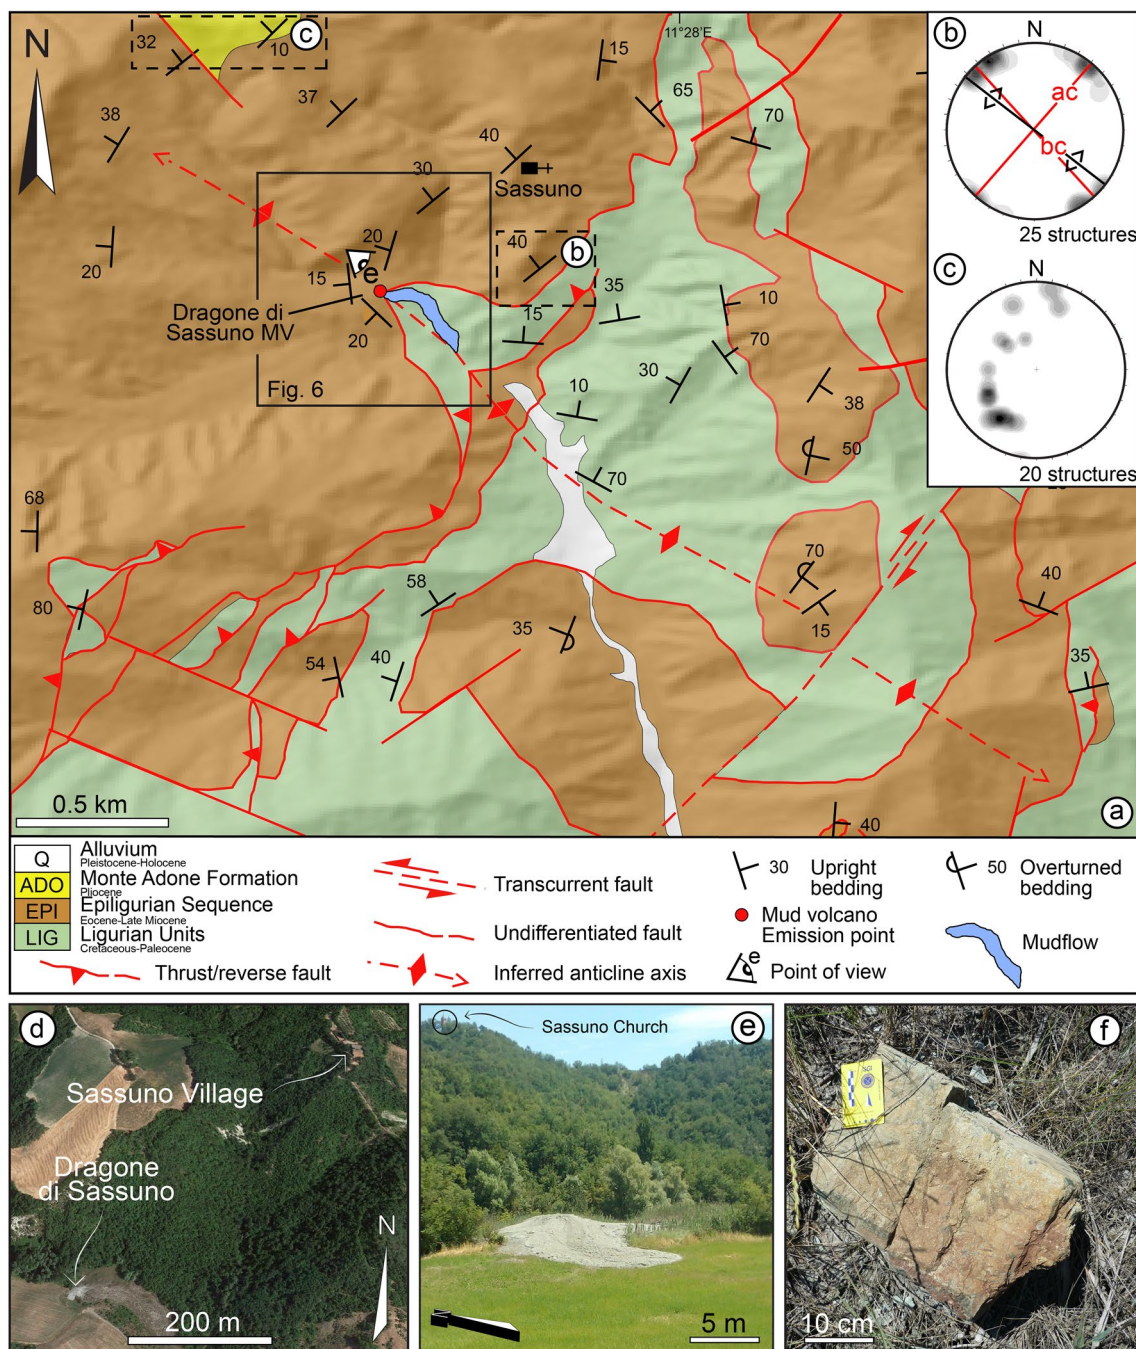 N
32
10
c
15
11°28'E
65
70
37
38
40
30
Sassuno
20
20
e
15
Dragone di
Sassuno MV
20
Fig. 6
40
b
35
15
10
70
30
10
38
50
70
68
80
58
35
54
40
70
15
40
35
40
0.5 km
a
b
N
ac
bc
25 structures
c
N
20 structures
Q
Alluvium
Pleistocene-Holocene
ADO
Monte Adone Formation
Pliocene
EPI
Epiligurian Sequence
Eocene-Late Miocene
LIG
Ligurian Units
Cretaceous-Paleocene
Thrust/reverse fault
Transcurrent fault
Undifferentiated fault
Inferred anticline axis
30
Upright
bedding
Mud volcano
Emission point
e
Point of view
50
Overturned
bedding
Mudflow
d
Sassuno Village
Dragone
di Sassuno
N
200 m
e
Sassuno Church
5 m
f
10 cm